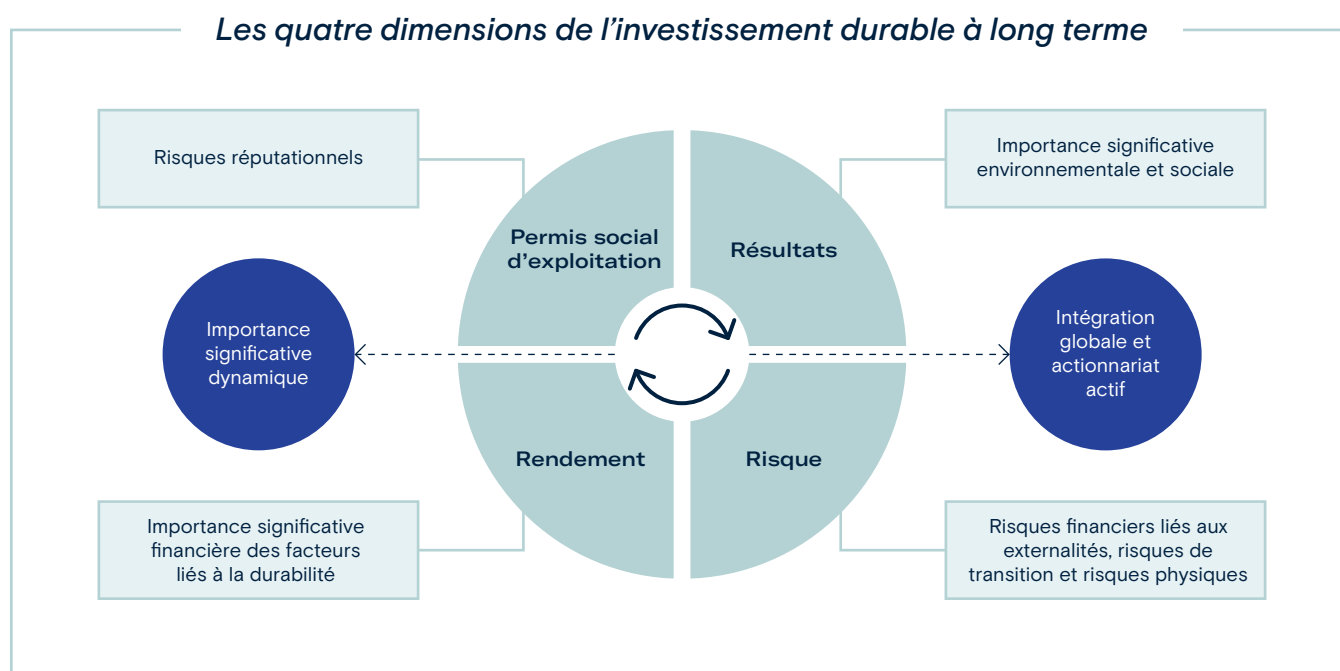 Les quatre dimensions de l’investissement durable à long terme
Risques réputationnels
Importance significative
environnementale et sociale
Permis social
d’exploitation
Résultats
Importance
significative
dynamique
Intégration
globale et
actionnariat
actif
Rendement
Risque
Importance significative
financière des facteurs
liés à la durabilité
Risques financiers liés aux
externalités, risques de
transition et risques physiques